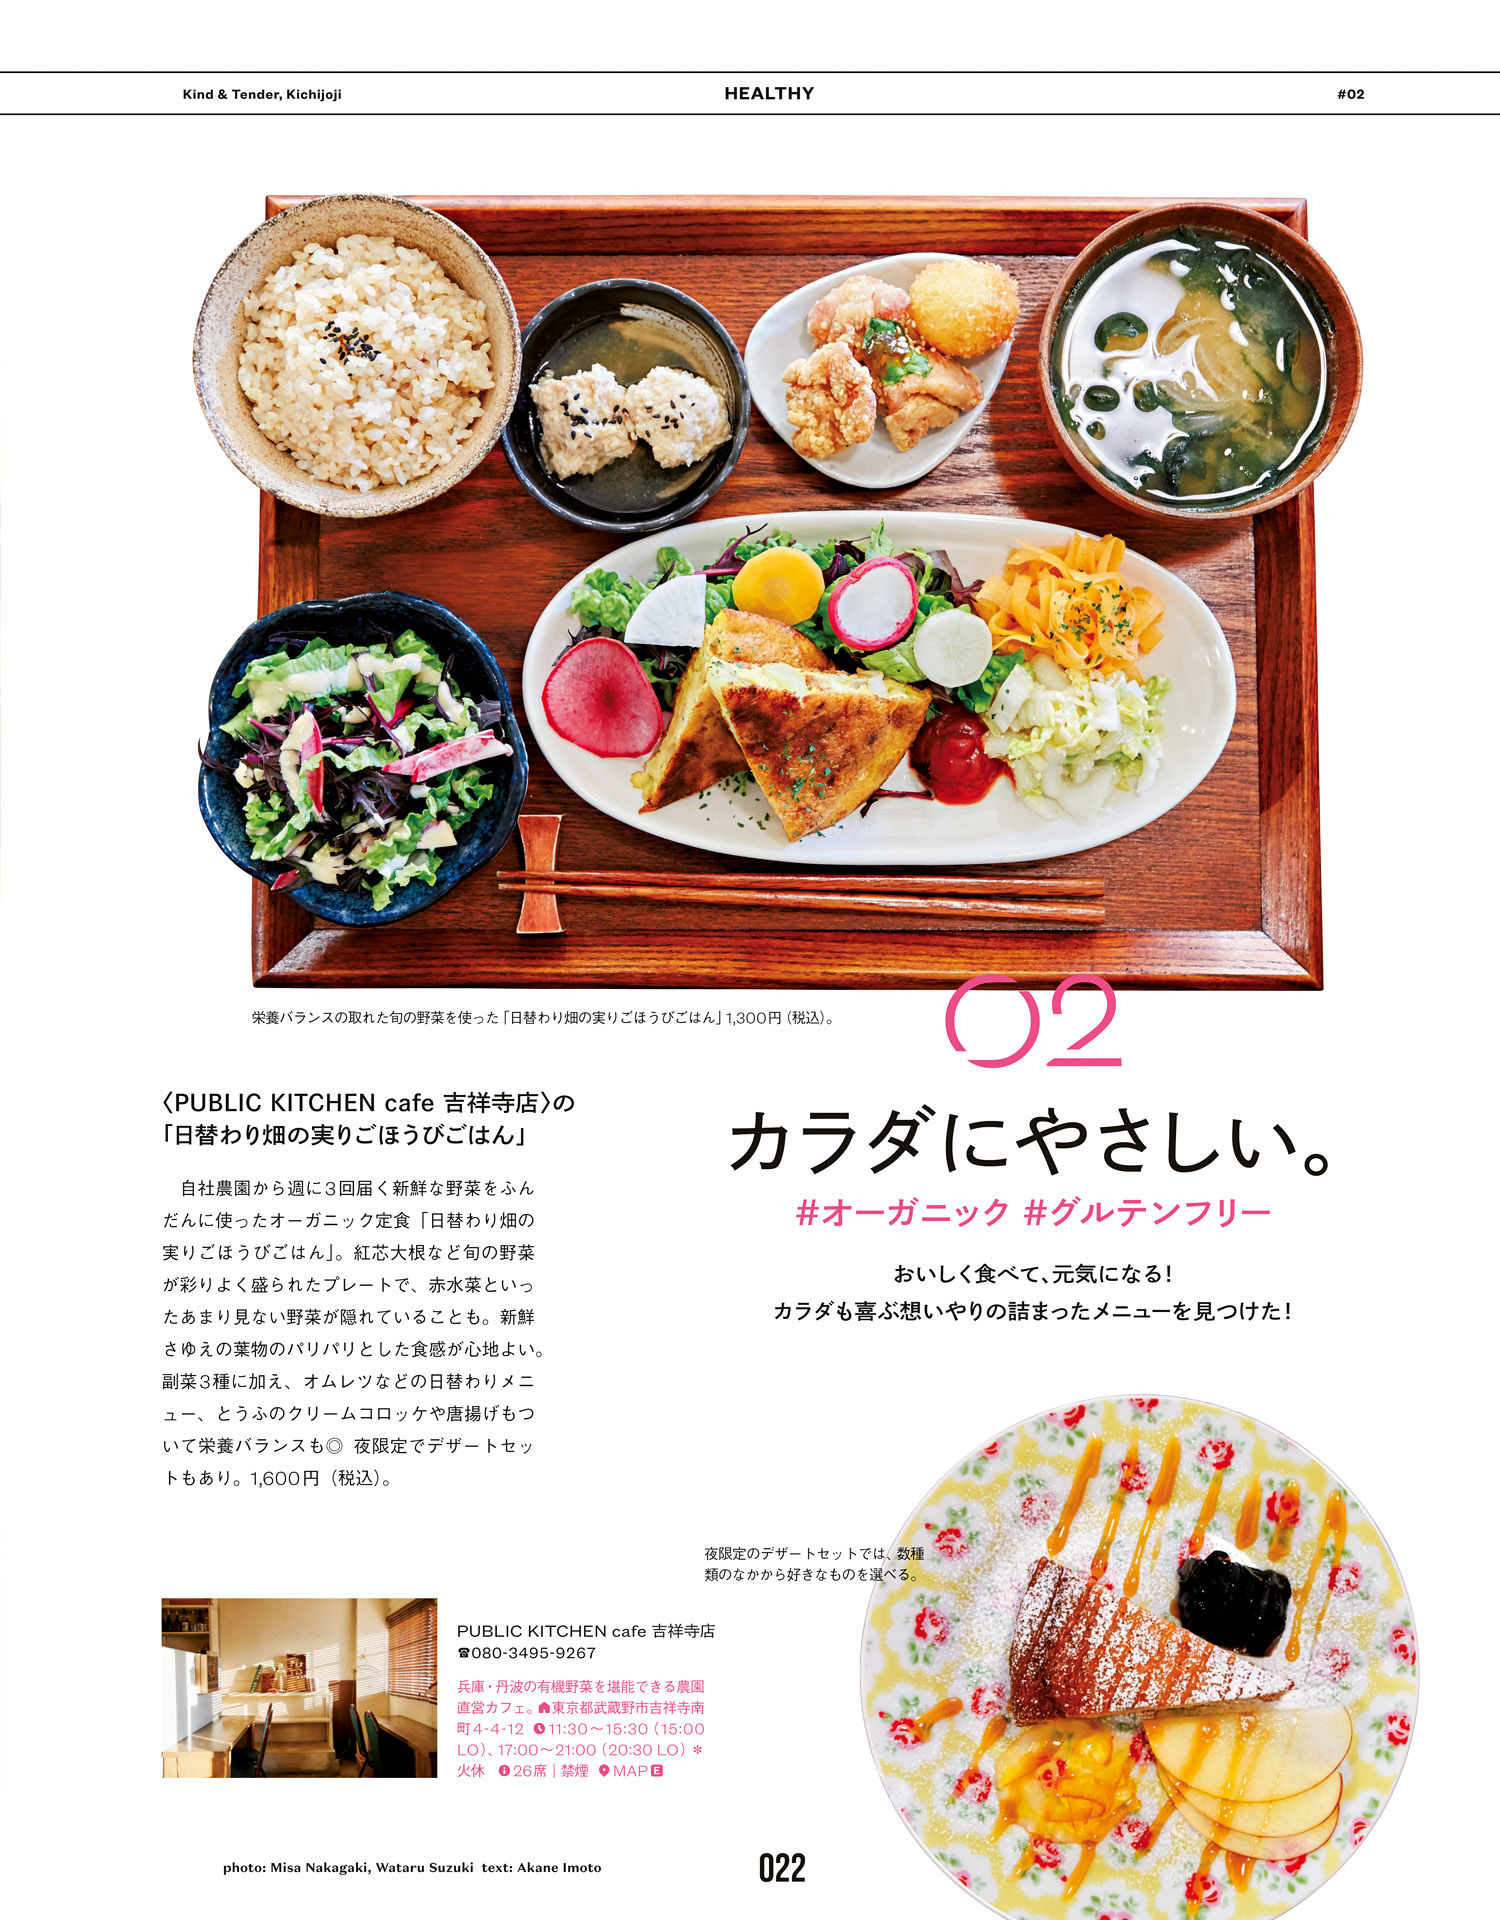 Kind & Tender, Kichijoji
HEALTHY
#02
栄養バランスの取れた旬の野菜を使った「日替わり畑の実りごほうびごはん」1,300円（税込）。
02
カラダにやさしい。
#オーガニック #グルテンフリー
おいしく食べて、元気になる！
カラダも喜ぶ想いやりの詰まったメニューを見つけた！
〈PUBLIC KITCHEN cafe 吉祥寺店〉の
「日替わり畑の実りごほうびごはん」
自社農園から週に3回届く新鮮な野菜をふん
だんに使ったオーガニック定食「日替わり畑の
実りごほうびごはん」。紅芯大根など旬の野菜
が彩りよく盛られたプレートで、赤水菜といっ
たあまり見ない野菜が隠れていることも。新鮮
さゆえの葉物のパリパリとした食感が心地よい。
副菜3種に加え、オムレツなどの日替わりメニ
ュー、とうふのクリームコロッケや唐揚げもつ
いて栄養バランスも◎ 夜限定でデザートセッ
トもあり。1,600円（税込）。
夜限定のデザートセットでは、数種
類のなかから好きなものを選べる。
PUBLIC KITCHEN cafe 吉祥寺店
☎080-3495-9267
兵庫・丹波の有機野菜を堪能できる農園
直営カフェ。東京都武蔵野市吉祥寺南
町4-4-12 11:30〜15:30（15:00
LO）、17:00〜21:00（20:30 LO）＊
火休 26席｜禁煙 MAP E
photo: Misa Nakagaki, Wataru Suzuki text: Akane Imoto
022